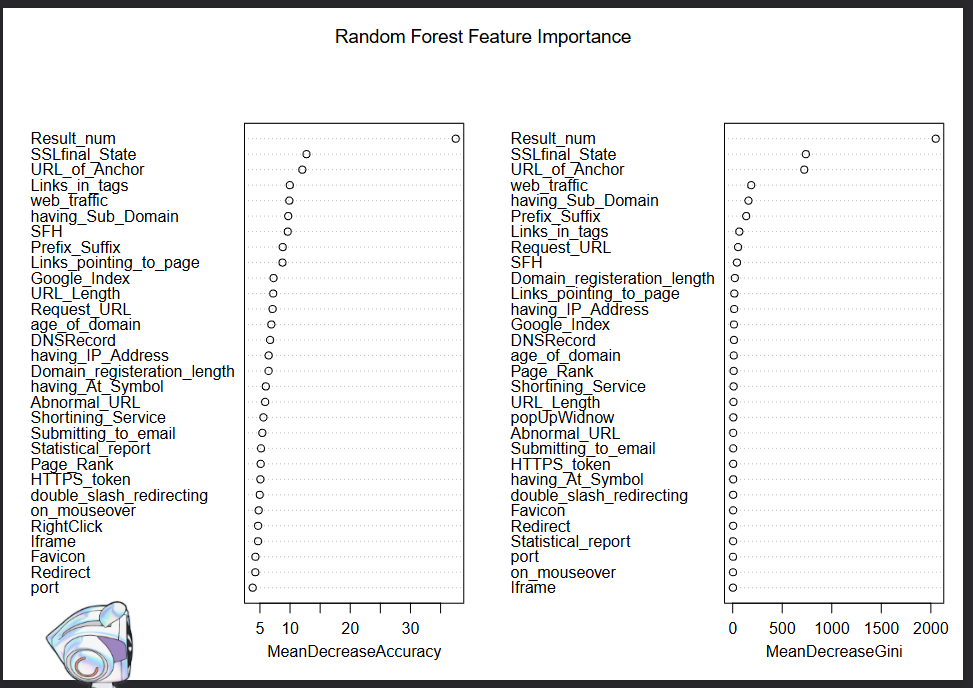 Random Forest Feature Importance
Result_num
SSLfinal_State
URL_of_Anchor
Links_in_tags
web_traffic
having_Sub_Domain
SFH
Prefix_Suffix
Links_pointing_to_page
Google_Index
URL_Length
Request_URL
age_of_domain
DNSRecord
having_IP_Address
Domain_registeration_length
having_At_Symbol
Abnormal_URL
Shortining_Service
Submitting_to_email
Statistical_report
Page_Rank
HTTPS_token
double_slash_redirecting
on_mouseover
RightClick
Iframe
Favicon
Redirect
port
5 10 20 30
MeanDecreaseAccuracy
Result_num
SSLfinal_State
URL_of_Anchor
web_traffic
having_Sub_Domain
Prefix_Suffix
Links_in_tags
Request_URL
SFH
Domain_registeration_length
Links_pointing_to_page
having_IP_Address
Google_Index
DNSRecord
age_of_domain
Page_Rank
Shortining_Service
URL_Length
popUpWidnow
Abnormal_URL
Submitting_to_email
HTTPS_token
having_At_Symbol
double_slash_redirecting
Favicon
Redirect
Statistical_report
port
on_mouseover
Iframe
0 500 1000 1500 2000
MeanDecreaseGini